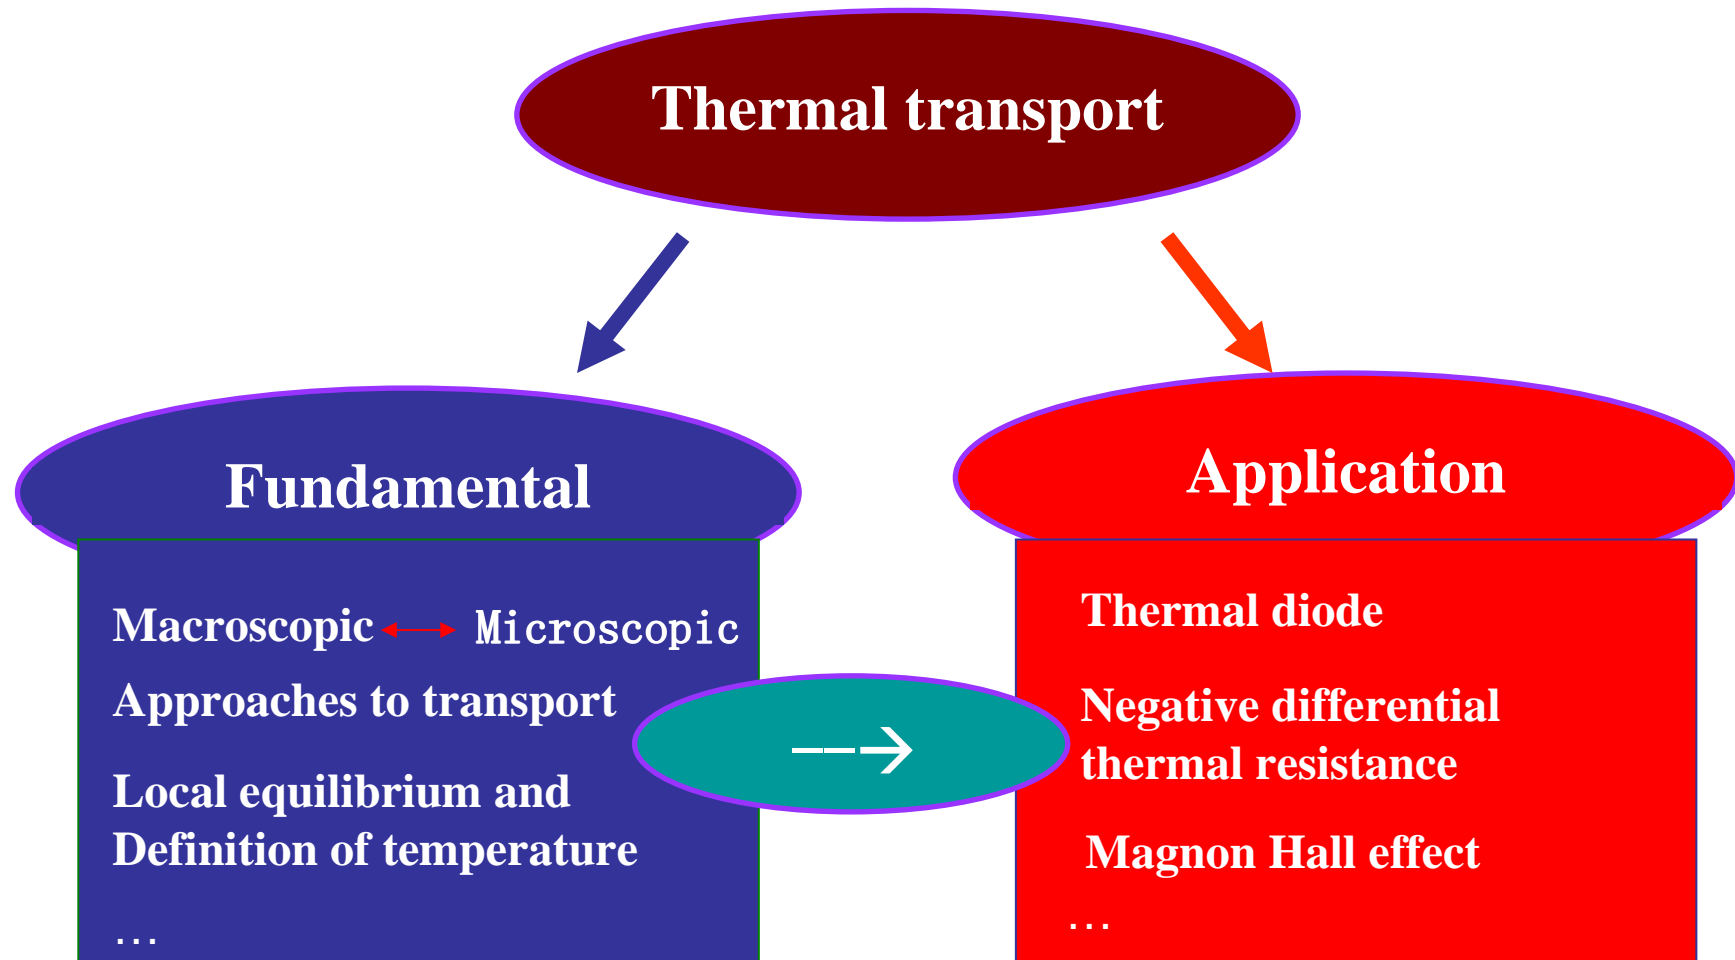 Thermal transport
Fundamental
Application
Macroscopic Microscopic
Approaches to transport
Local equilibrium and
Definition of temperature
…
-->
Thermal diode
Negative differential
thermal resistance
Magnon Hall effect
…